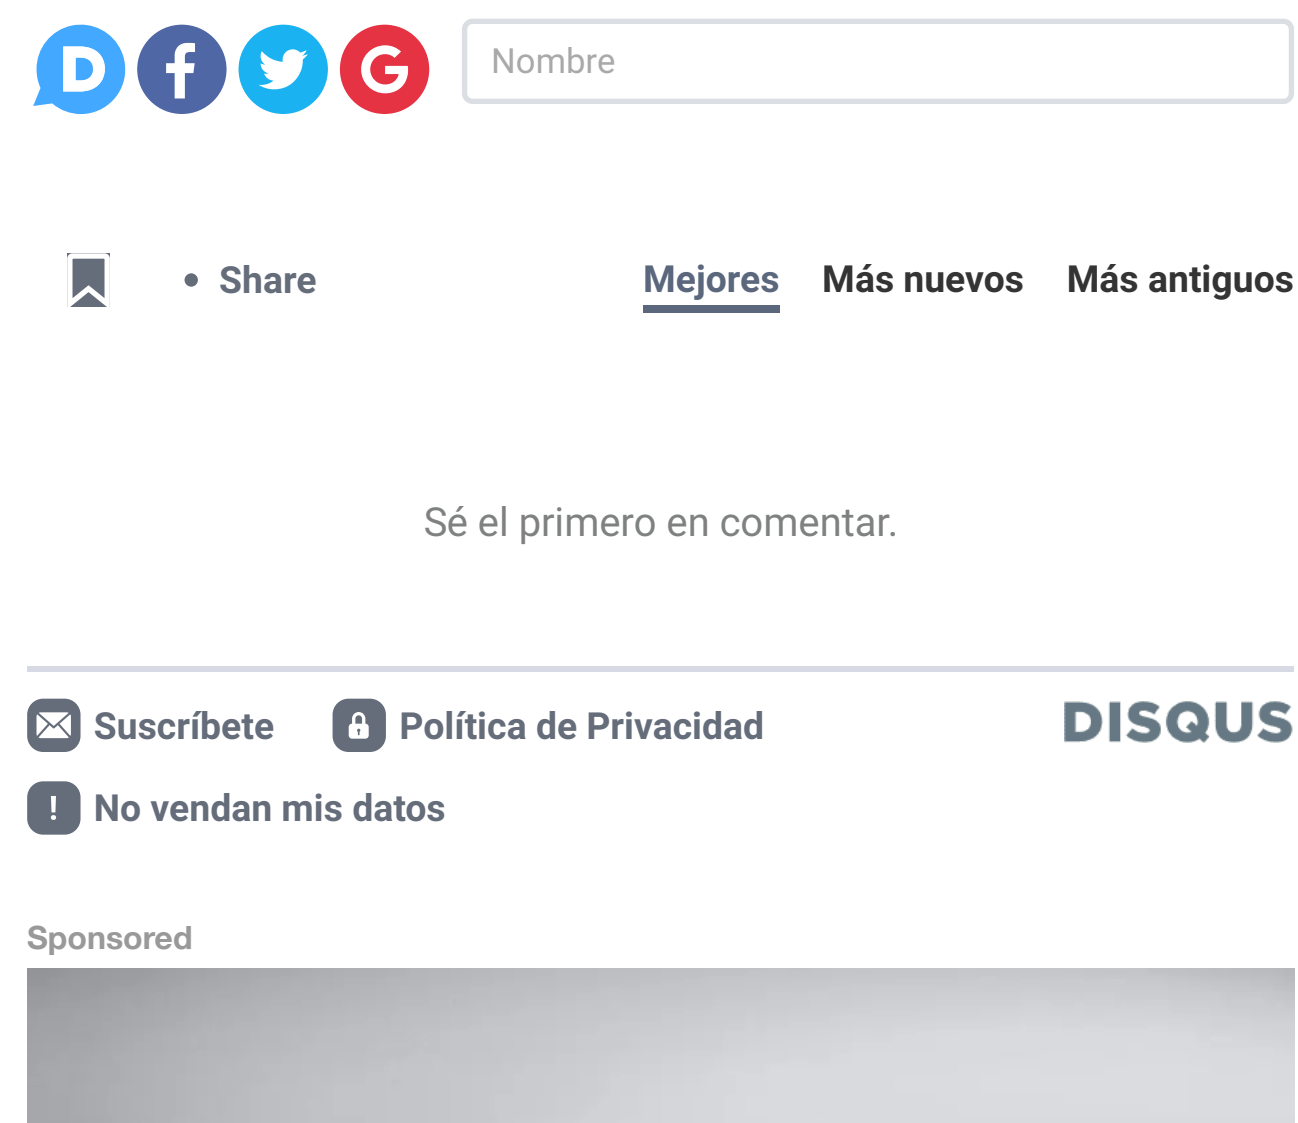 Nombre
Share
Mejores Más nuevos Más antiguos
Sé el primero en comentar.
Suscríbete Política de Privacidad DISQUS
No vendan mis datos
Sponsored